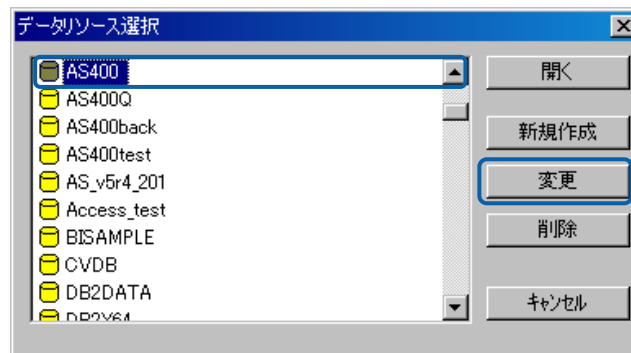 データソース選択
AS400
AS400Q
AS400back
AS400test
AS_v5r4_201
Access_test
BISAMPLE
CVDB
DB2DATA
DB2Y64
開く
新規作成
変更
削除
キャンセル